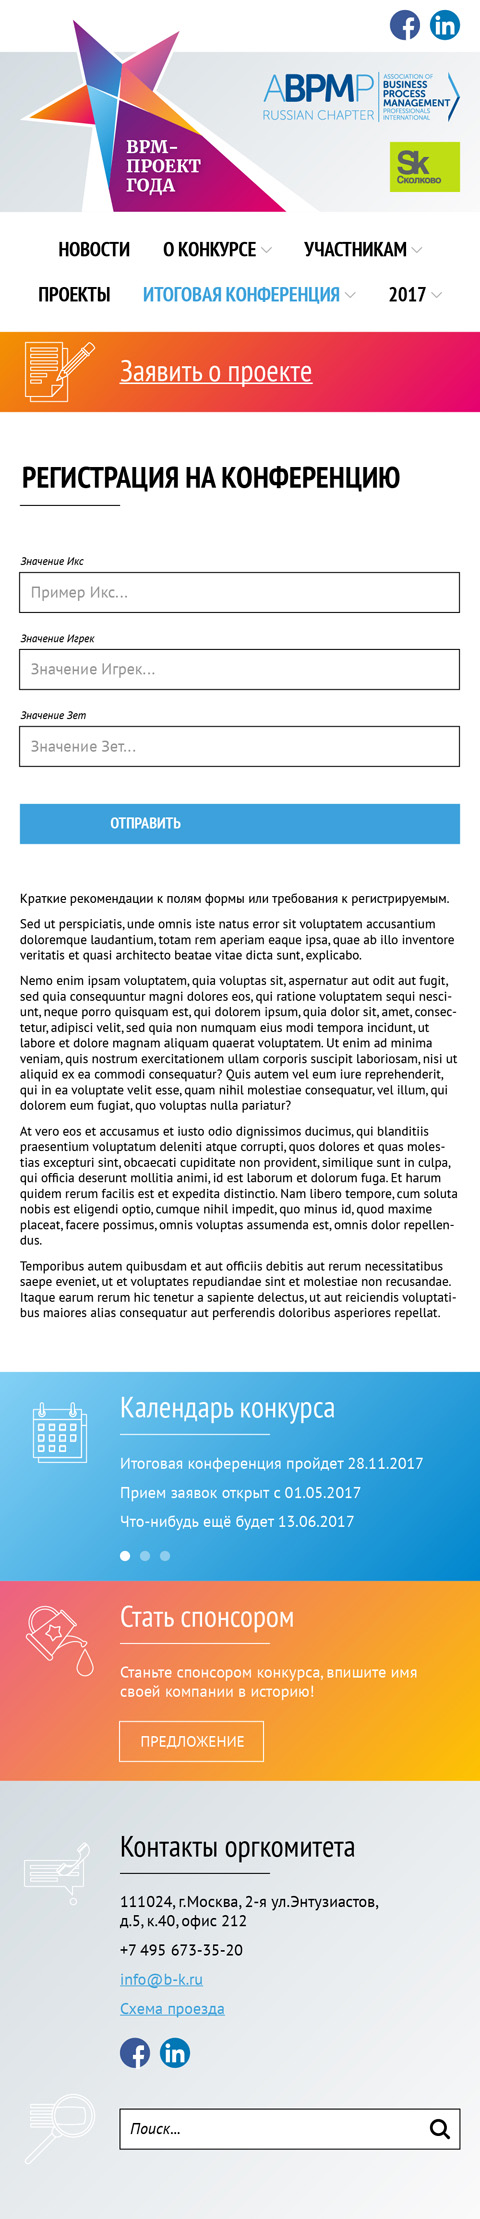 ABPMP
RUSSIAN CHAPTER
ASSOCIATION OF
BUSINESS
PROCESS
MANAGEMENT
PROFESSIONALS
INTERNATIONAL
Sk
Сколково
BPM-
ПРОЕКТ
ГОДА
НОВОСТИ О КОНКУРСЕ УЧАСТНИКАМ
ПРОЕКТЫ ИТОГОВАЯ КОНФЕРЕНЦИЯ 2017
Заявить о проекте
РЕГИСТРАЦИЯ НА КОНФЕРЕНЦИЮ
Значение Икс
Пример Икс...
Значение Игрек
Значение Игрек...
Значение Зет
Значение Зет...
ОТПРАВИТЬ
Краткие рекомендации к полям формы или требования к регистрируемым.
Sed ut perspiciatis, unde omnis iste natus error sit voluptatem accusantium
doloremque laudantium, totam rem aperiam eaque ipsa, quae ab illo inventore
veritatis et quasi architecto beatae vitae dicta sunt, explicabo.
Nemo enim ipsam voluptatem, quia voluptas sit, aspernatur aut odit aut fugit,
sed quia consequuntur magni dolores eos, qui ratione voluptatem sequi nesci-
unt, neque porro quisquam est, qui dolorem ipsum, quia dolor sit, amet, consec-
tetur, adipisci velit, sed quia non numquam eius modi tempora incidunt, ut
labore et dolore magnam aliquam quaerat voluptatem. Ut enim ad minima
veniam, quis nostrum exercitationem ullam corporis suscipit laboriosam, nisi ut
aliquid ex ea commodi consequatur? Quis autem vel eum iure reprehenderit,
qui in ea voluptate velit esse, quam nihil molestiae consequatur, vel illum, qui
dolorem eum fugiat, quo voluptas nulla pariatur?
At vero eos et accusamus et iusto odio dignissimos ducimus, qui blanditiis
praesentium voluptatum deleniti atque corrupti, quos dolores et quas moles-
tias excepturi sint, obcaecati cupiditate non provident, similique sunt in culpa,
qui officia deserunt mollitia animi, id est laborum et dolorum fuga. Et harum
quidem rerum facilis est et expedita distinctio. Nam libero tempore, cum soluta
nobis est eligendi optio, cumque nihil impedit, quo minus id, quod maxime
placeat, facere possimus, omnis voluptas assumenda est, omnis dolor repellen-
dus.
Temporibus autem quibusdam et aut officiis debitis aut rerum necessitatibus
saepe eveniet, ut et voluptates repudiandae sint et molestiae non recusandae.
Itaque earum rerum hic tenetur a sapiente delectus, ut aut reiciendis voluptati-
bus maiores alias consequatur aut perferendis doloribus asperiores repellat.
Календарь конкурса
Итоговая конференция пройдет 28.11.2017
Прием заявок открыт с 01.05.2017
Что-нибудь ещё будет 13.06.2017
Стать спонсором
Станьте спонсором конкурса, впишите имя
своей компании в историю!
ПРЕДЛОЖЕНИЕ
Контакты оргкомитета
111024, г.Москва, 2-я ул.Энтузиастов,
д.5, к.40, офис 212
+7 495 673-35-20
info@b-k.ru
Схема проезда
Поиск...